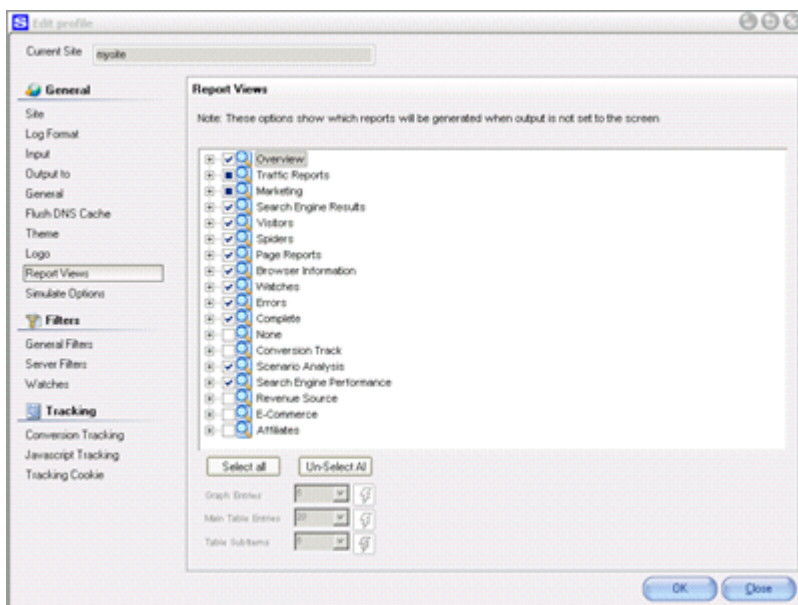 Edit profile
Current Site mysite
General
Site
Log Format
Input
Output to
General
Flush DNS Cache
Theme
Logo
Report Views
Simulate Options
Filters
General Filters
Server Filters
Watches
Tracking
Conversion Tracking
Javascript Tracking
Tracking Cookie
Report Views
Note: These options show which reports will be generated when output is not set to the screen
Overview
Traffic Reports
Marketing
Search Engine Results
Visitors
Spiders
Page Reports
Browser Information
Watches
Errors
Complete
None
Conversion Track
Scenario Analysis
Search Engine Performance
Revenue Source
E-Commerce
Affiliates
Select all Un-Select All
Graph Entries
Main Table Entries 20
Table SubItems
OK Close